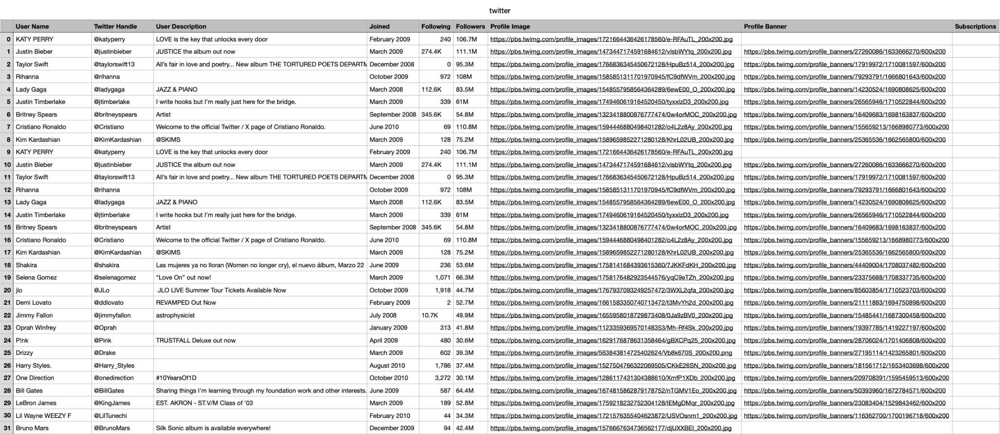 twitter
User Name Twitter Handle User Description Joined Following Followers Profile Image Profile Banner Subscriptions
0 KATY PERRY @katyperry LOVE is the key that unlocks every door February 2009 240 106.7M https://pbs.twimg.com/profile_images/1721664436426178560/e-RFAuTL_200x200.jpg
1 Justin Bieber @justinbieber JUSTICE the album out now March 2009 274.4K 111.1M https://pbs.twimg.com/profile_images/1473447174591684612/vlsbWYtq_200x200.jpg https://pbs.twimg.com/profile_banners/27260086/1633666270/600x200
2 Taylor Swift @taylorswift13 All's fair in love and poetry... New album THE TORTURED POETS DEPARTM December 2008 0 95.3M https://pbs.twimg.com/profile_images/1766836345450672128/HpuBz514_200x200.jpg https://pbs.twimg.com/profile_banners/17919972/1710081597/600x200
3 Rihanna @rihanna October 2009 972 108M https://pbs.twimg.com/profile_images/1585851311701970945/fC9dfWVm_200x200.jpg https://pbs.twimg.com/profile_banners/79293791/1666801643/600x200
4 Lady Gaga @ladygaga JAZZ & PIANO March 2008 112.6K 83.5M https://pbs.twimg.com/profile_images/1548557958564364289/6ewE00_O_200x200.jpg https://pbs.twimg.com/profile_banners/14230524/1690808625/600x200
5 Justin Timberlake @jtimberlake I write hooks but I'm really just here for the bridge. March 2009 339 61M https://pbs.twimg.com/profile_images/1749460619164520450/tyxxlzD3_200x200.jpg https://pbs.twimg.com/profile_banners/26565946/1710522844/600x200
6 Britney Spears @britneyspears Artist September 2008 345.6K 54.8M https://pbs.twimg.com/profile_images/1323418800876777474/0w4orMOC_200x200.jpg https://pbs.twimg.com/profile_banners/16409683/1698163837/600x200
7 Cristiano Ronaldo @Cristiano Welcome to the official Twitter / X page of Cristiano Ronaldo. June 2010 69 110.8M https://pbs.twimg.com/profile_images/1594446880498401282/o4L2z8Ay_200x200.jpg https://pbs.twimg.com/profile_banners/155659213/1668980773/600x200
8 Kim Kardashian @KimKardashian @SKIMS March 2009 128 75.2M https://pbs.twimg.com/profile_images/1589659852271280128/KhrL02UB_200x200.jpg https://pbs.twimg.com/profile_banners/25365536/1662565800/600x200
9 KATY PERRY @katyperry LOVE is the key that unlocks every door February 2009 240 106.7M https://pbs.twimg.com/profile_images/1721664436426178560/e-RFAuTL_200x200.jpg
10 Justin Bieber @justinbieber JUSTICE the album out now March 2009 274.4K 111.1M https://pbs.twimg.com/profile_images/1473447174591684612/vlsbWYtq_200x200.jpg https://pbs.twimg.com/profile_banners/27260086/1633666270/600x200
11 Taylor Swift @taylorswift13 All's fair in love and poetry... New album THE TORTURED POETS DEPARTM December 2008 0 95.3M https://pbs.twimg.com/profile_images/1766836345450672128/HpuBz514_200x200.jpg https://pbs.twimg.com/profile_banners/17919972/1710081597/600x200
12 Rihanna @rihanna October 2009 972 108M https://pbs.twimg.com/profile_images/1585851311701970945/fC9dfWVm_200x200.jpg https://pbs.twimg.com/profile_banners/79293791/1666801643/600x200
13 Lady Gaga @ladygaga JAZZ & PIANO March 2008 112.6K 83.5M https://pbs.twimg.com/profile_images/1548557958564364289/6ewE00_O_200x200.jpg https://pbs.twimg.com/profile_banners/14230524/1690808625/600x200
14 Justin Timberlake @jtimberlake I write hooks but I'm really just here for the bridge. March 2009 339 61M https://pbs.twimg.com/profile_images/1749460619164520450/tyxxlzD3_200x200.jpg https://pbs.twimg.com/profile_banners/26565946/1710522844/600x200
15 Britney Spears @britneyspears Artist September 2008 345.6K 54.8M https://pbs.twimg.com/profile_images/1323418800876777474/0w4orMOC_200x200.jpg https://pbs.twimg.com/profile_banners/16409683/1698163837/600x200
16 Cristiano Ronaldo @Cristiano Welcome to the official Twitter / X page of Cristiano Ronaldo. June 2010 69 110.8M https://pbs.twimg.com/profile_images/1594446880498401282/o4L2z8Ay_200x200.jpg https://pbs.twimg.com/profile_banners/155659213/1668980773/600x200
17 Kim Kardashian @KimKardashian @SKIMS March 2009 128 75.2M https://pbs.twimg.com/profile_images/1589659852271280128/KhrL02UB_200x200.jpg https://pbs.twimg.com/profile_banners/25365536/1662565800/600x200
18 Shakira @shakira Las mujeres ya no lloran (Women no longer cry), el nuevo álbum, Marzo 22 June 2009 236 53.6M https://pbs.twimg.com/profile_images/1758141684393615360/7JKKFdKH_200x200.jpg https://pbs.twimg.com/profile_banners/44409004/1708037482/600x200
19 Selena Gomez @selenagomez “Love On” out now! March 2009 1,071 66.3M https://pbs.twimg.com/profile_images/1758176482923544576/yqC9eTZh_200x200.jpg https://pbs.twimg.com/profile_banners/23375688/1708337735/600x200
20 jlo @JLo JLO LIVE Summer Tour Tickets Available Now October 2009 1,918 44.7M https://pbs.twimg.com/profile_images/1767937093249257472/3WXL2qfa_200x200.jpg https://pbs.twimg.com/profile_banners/85603854/1710523703/600x200
21 Demi Lovato @ddlovato REVAMPED Out Now February 2009 2 52.7M https://pbs.twimg.com/profile_images/1661583350740713472/t3MvYh2d_200x200.jpg https://pbs.twimg.com/profile_banners/21111883/1694750898/600x200
22 Jimmy Fallon @jimmyfallon astrophysicist July 2008 10.7K 49.9M https://pbs.twimg.com/profile_images/1655958018729873408/0Ja9zBV0_200x200.jpg https://pbs.twimg.com/profile_banners/15485441/1687300458/600x200
23 Oprah Winfrey @Oprah January 2009 313 41.8M https://pbs.twimg.com/profile_images/1123359369570148353/Mh-Rf4Sk_200x200.jpg https://pbs.twimg.com/profile_banners/19397785/1419227197/600x200
24 P!nk @Pink TRUSTFALL Deluxe out now April 2009 480 30.6M https://pbs.twimg.com/profile_images/1629176878631358464/gBXCPq25_200x200.jpg https://pbs.twimg.com/profile_banners/28706024/1701406808/600x200
25 Drizzy @Drake March 2009 602 39.3M https://pbs.twimg.com/profile_images/563843814725402624/Vb8k670S_200x200.png https://pbs.twimg.com/profile_banners/27195114/1423265801/600x200
26 Harry Styles. @Harry_Styles August 2010 1,786 37.4M https://pbs.twimg.com/profile_images/1527504766322069505/CKkE26SN_200x200.jpg https://pbs.twimg.com/profile_banners/181561712/1653403698/600x200
27 One Direction @onedirection #10YearsOf1D October 2010 3,272 30.1M https://pbs.twimg.com/profile_images/1286117431304388610/XmfP1XDb_200x200.jpg https://pbs.twimg.com/profile_banners/209708391/1595459513/600x200
28 Bill Gates @BillGates Sharing things I'm learning through my foundation work and other interests. June 2009 587 64.4M https://pbs.twimg.com/profile_images/1674815862879178752/nTGMV1Eo_200x200.jpg https://pbs.twimg.com/profile_banners/50393960/1672784571/600x200
29 LeBron James @KingJames EST. AKRON - ST.V/M Class of '03 March 2009 189 52.8M https://pbs.twimg.com/profile_images/1759218232752304128/IEMgDMqr_200x200.jpg https://pbs.twimg.com/profile_banners/23083404/1529843462/600x200
30 Lil Wayne WEEZY F @LilTunechi February 2010 44 34.3M https://pbs.twimg.com/profile_images/1721576355404623872/USVOsnm1_200x200.jpg https://pbs.twimg.com/profile_banners/116362700/1700196718/600x200
31 Bruno Mars @BrunoMars Silk Sonic album is available everywhere! December 2009 94 42.4M https://pbs.twimg.com/profile_images/1576667634736562177/djUXXBEI_200x200.jpg